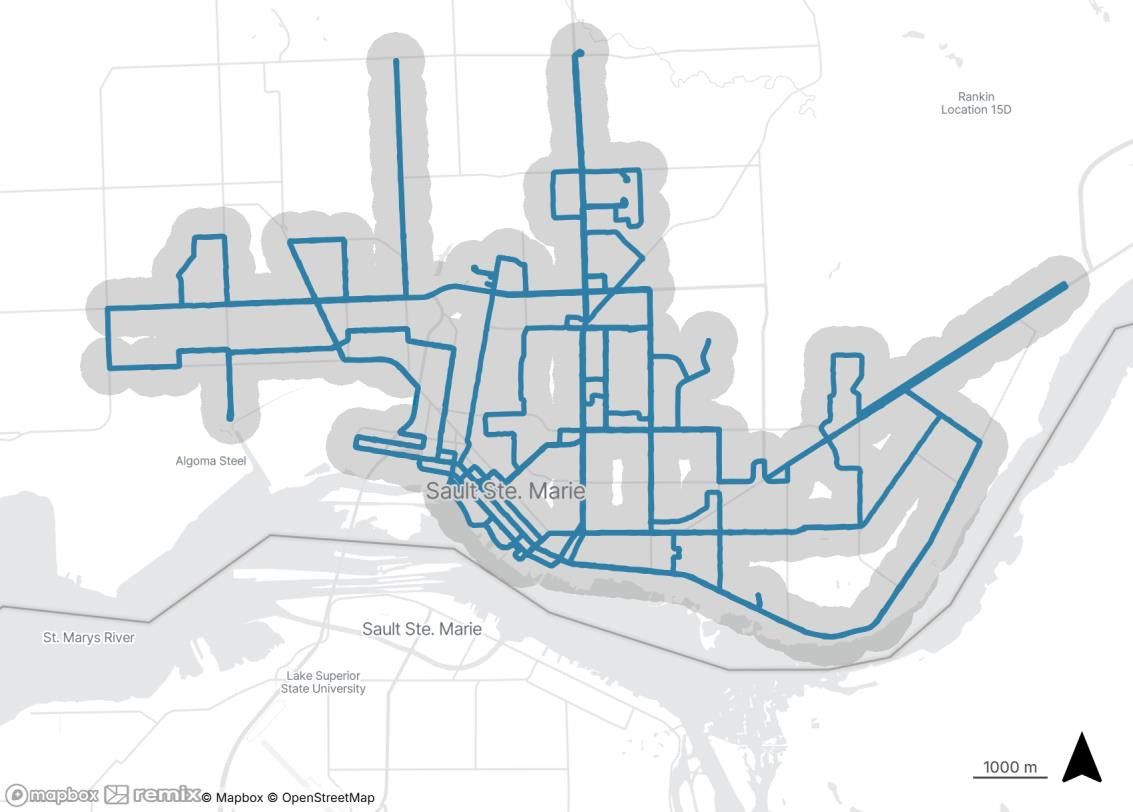 Rankin
Location 15D
Algoma Steel
Sault Ste. Marie
St. Marys River
Sault Ste. Marie
Lake Superior
State University
1000 m
mapbox remix © Mapbox © OpenStreetMap